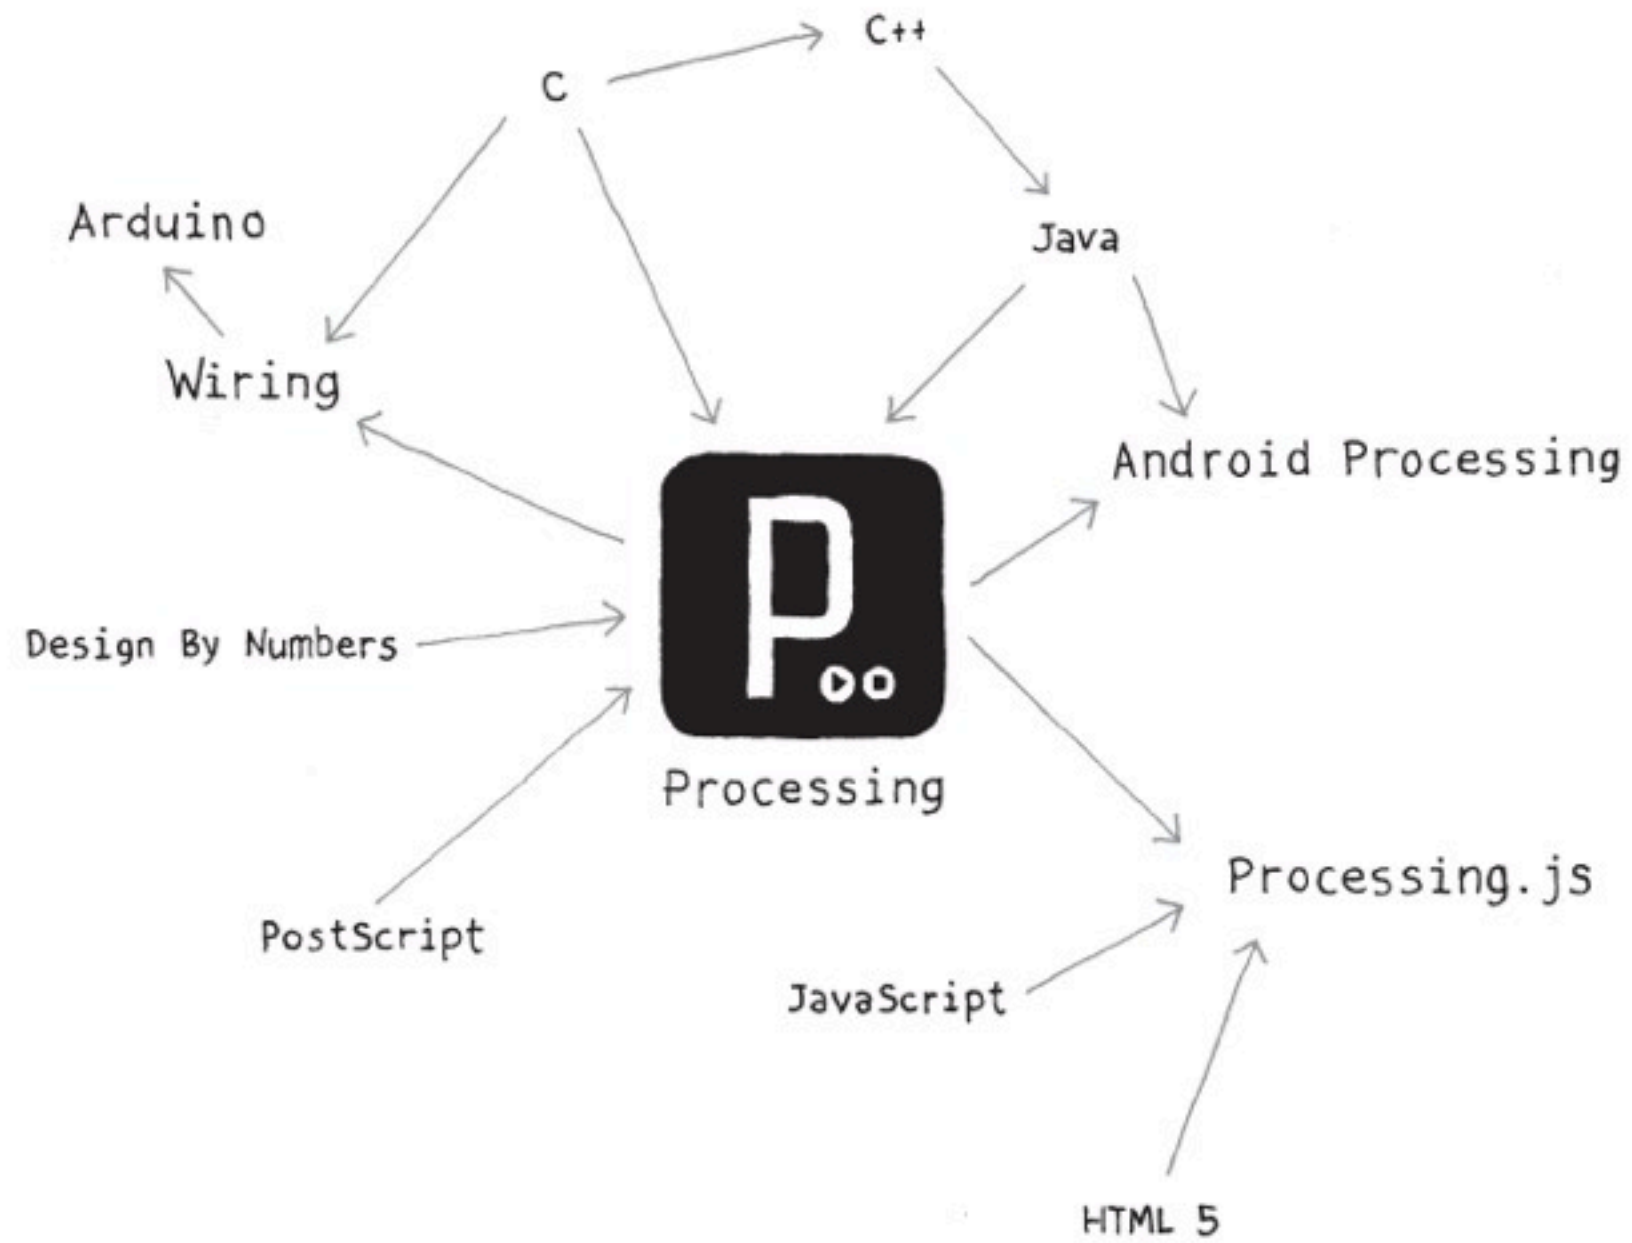 C++
C
Arduino
Java
Wiring
Android Processing
P
Design By Numbers
Processing
Processing.js
PostScript
JavaScript
HTML 5